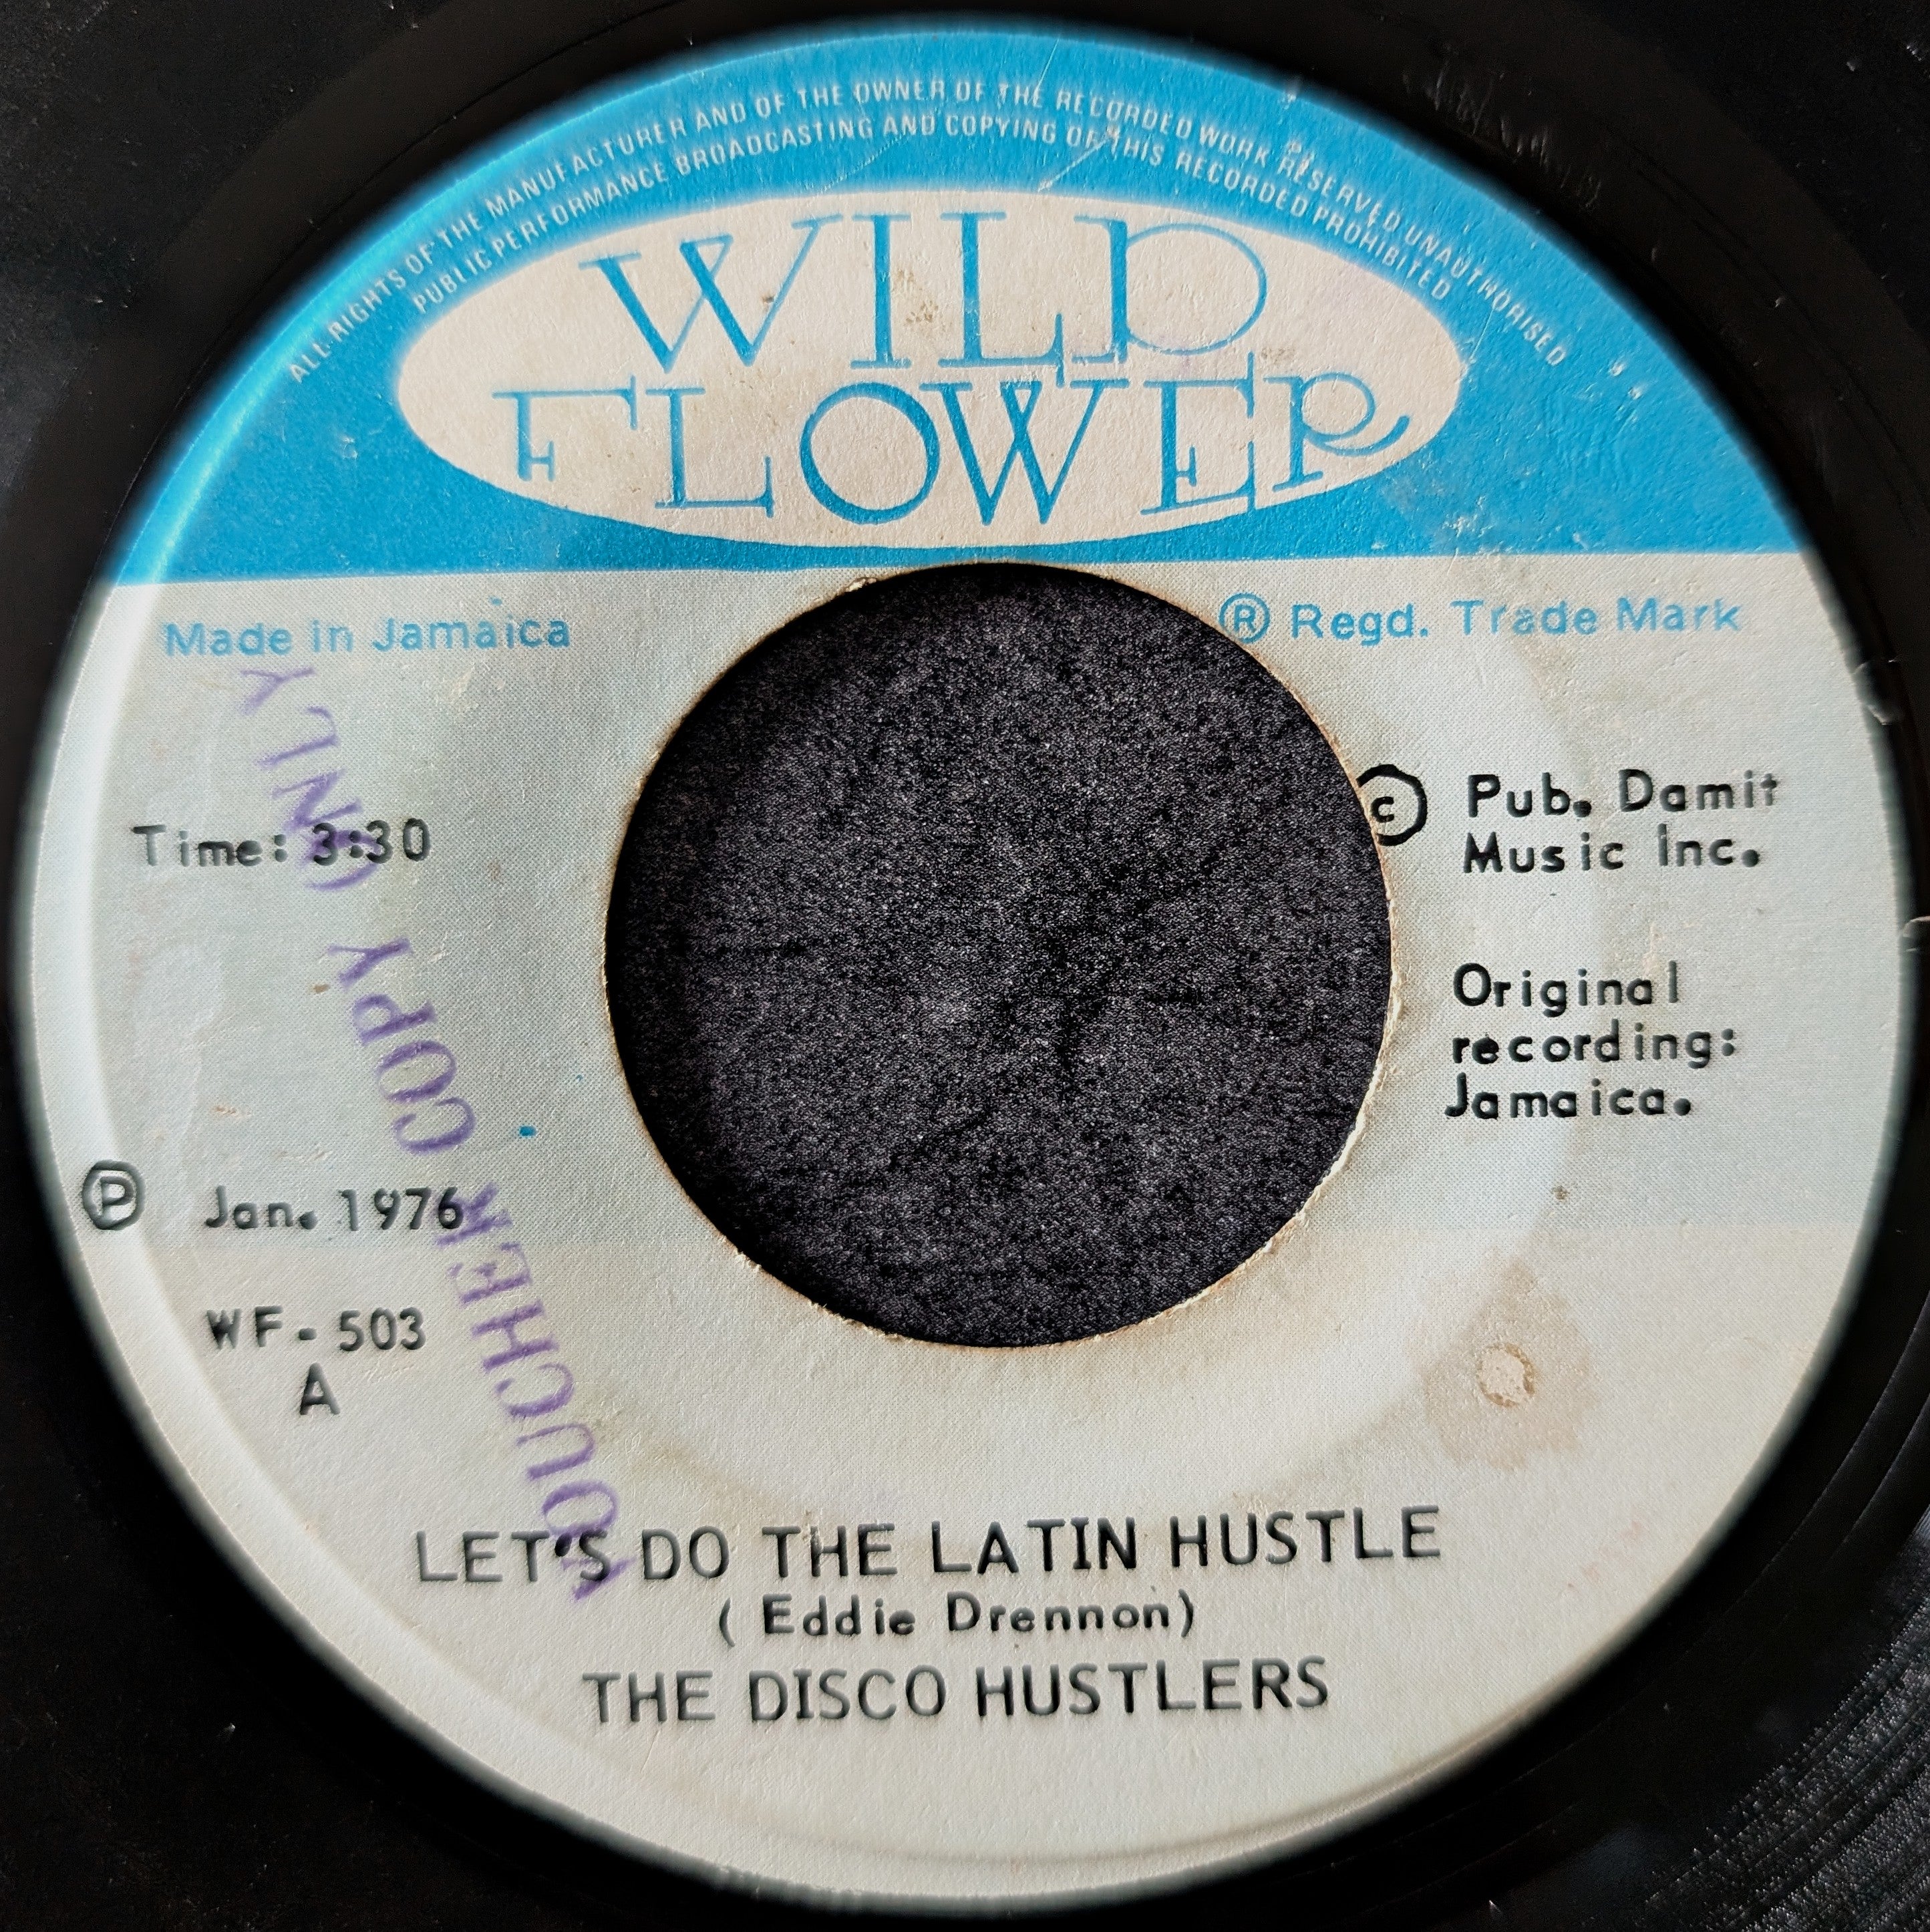 ALL RIGHTS OF THE MANUFACTURER AND OF THE OWNER OF THE RECORDED WORK RESERVED UNAUTHORISED
PUBLIC PERFORMANCE BROADCASTING AND COPYING OF THIS RECORDED PROHIBITED
WILD
FLOWER
Made in Jamaica
® Regd. Trade Mark
Time: 3:30
© Pub. Damit
Music Inc.
Original
recording:
Jamaica.
VOUCHER COPY ONLY
Ⓟ Jan. 1976
WF-503
A
LET'S DO THE LATIN HUSTLE
(Eddie Drennon)
THE DISCO HUSTLERS